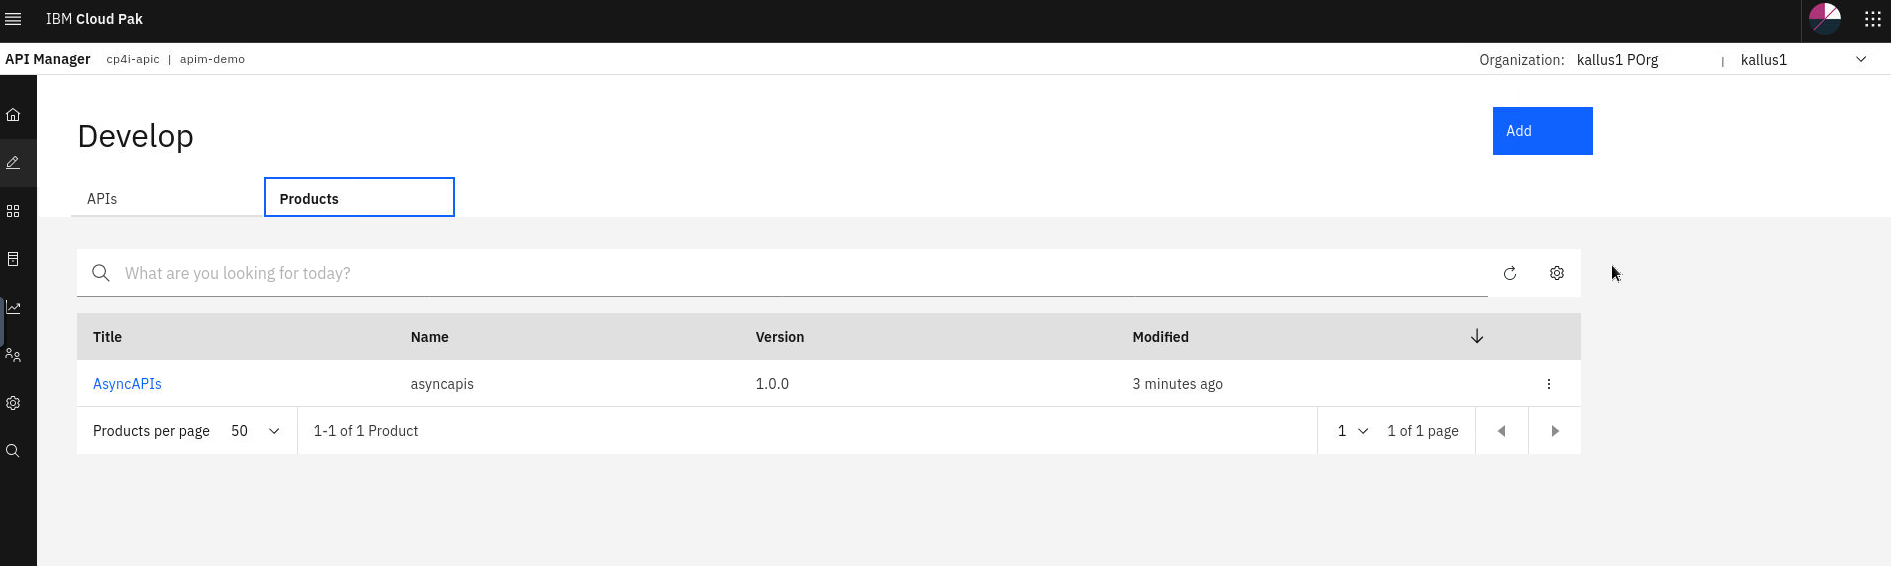 IBM Cloud Pak
API Manager cp4i-apic | apim-demo Organization: kallus1 POrg | kallus1
Develop
Add
APIs Products
What are you looking for today?
Title Name Version Modified
AsyncAPIs asyncapis 1.0.0 3 minutes ago
Products per page 50 1-1 of 1 Product 1 1 of 1 page